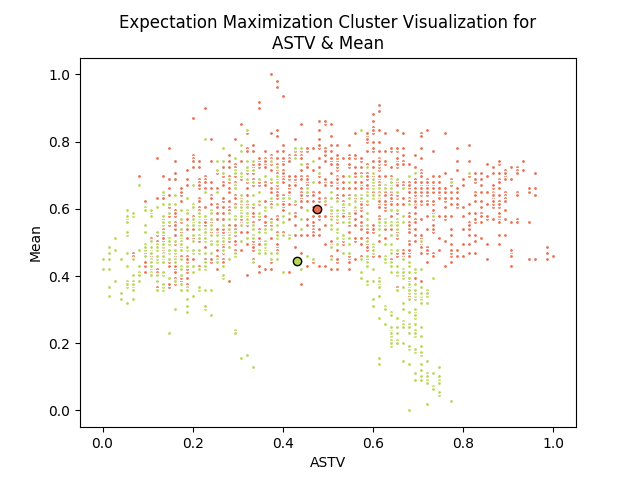 Expectation Maximization Cluster Visualization for
ASTV & Mean
Mean
1.0
0.8
0.6
0.4
0.2
0.0
0.0 0.2 0.4 0.6 0.8 1.0
ASTV